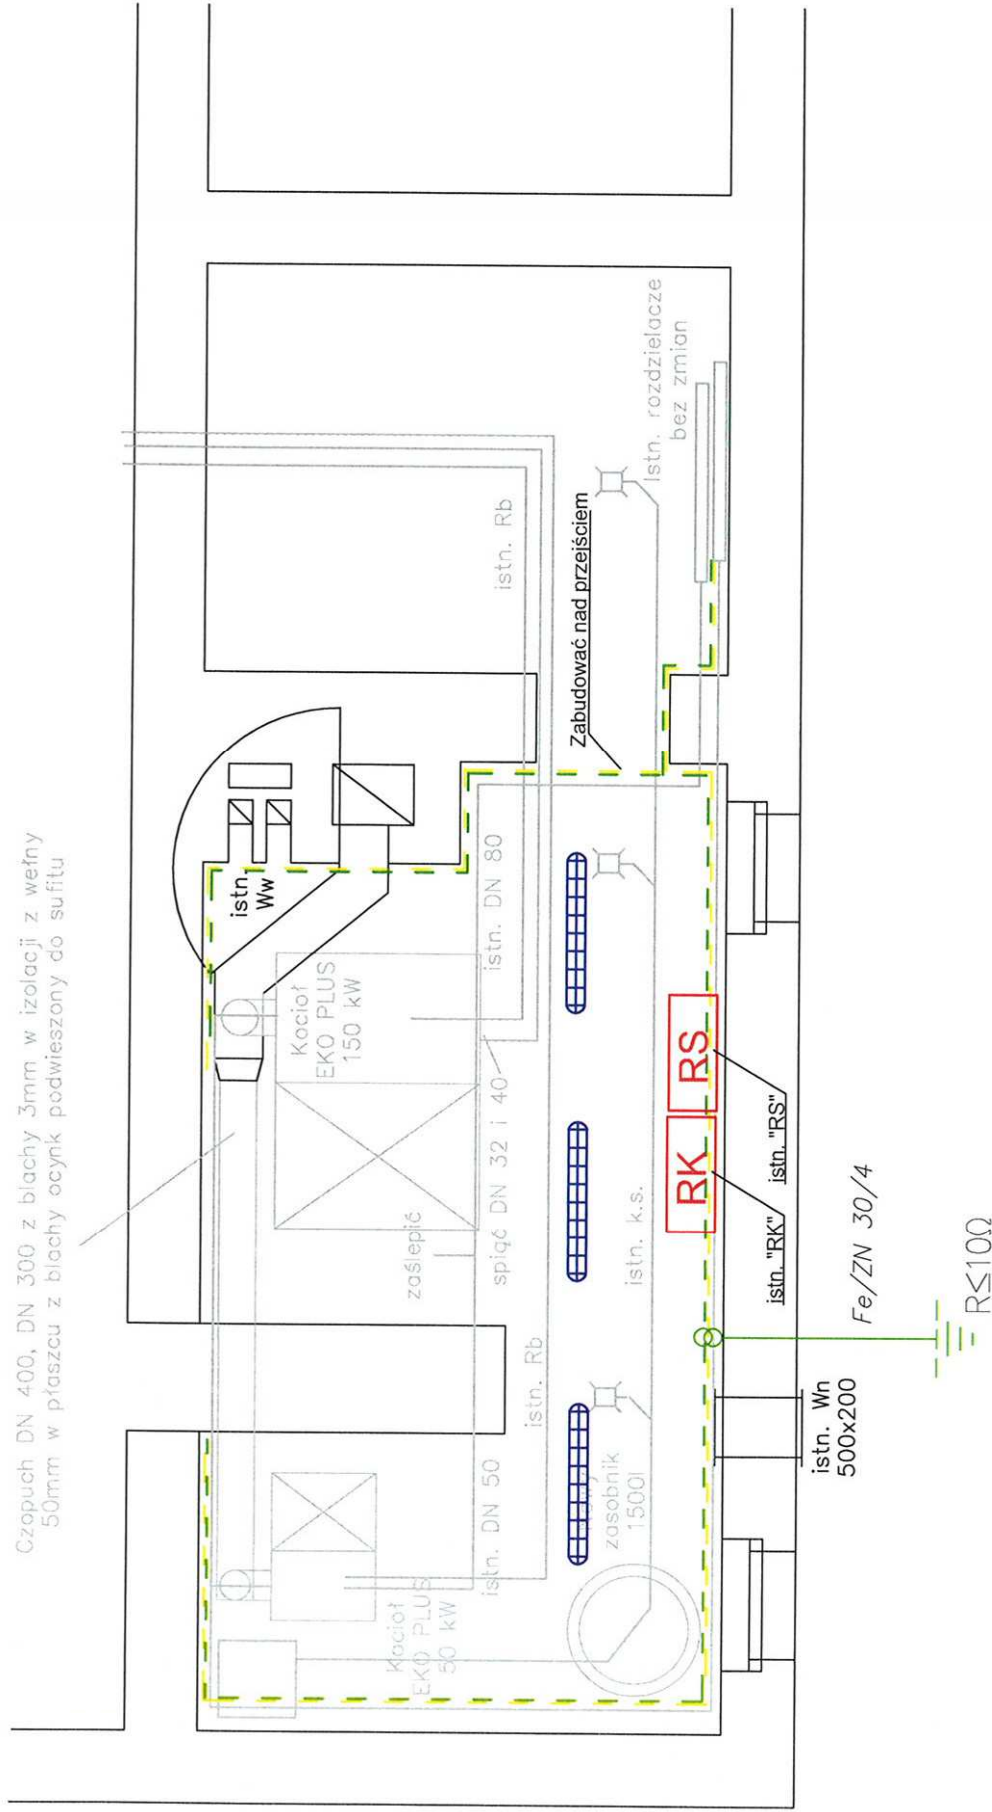 Czopuch DN 400, DN 300 z blachy 3mm w izolacji z wełny
50mm w płaszczu z blachy ocynk podwieszony do sufitu
istn.
Ww
Kocioł
EKO PLUS
150 kW
istn. DN 80
istn. Rb
Zabudować nad przejściem
istn. rozdzielacze
bez zmian
zaślepić
spiąć DN 32 i 40
istn. Rb
istn. k.s.
istn. DN 50
Kocioł
EKO PLUS
50 kW
zasobnik
1500l
RK
RS
istn. "RK"
istn. "RS"
Fe/ZN 30/4
istn. Wn
500x200
R≤10Ω